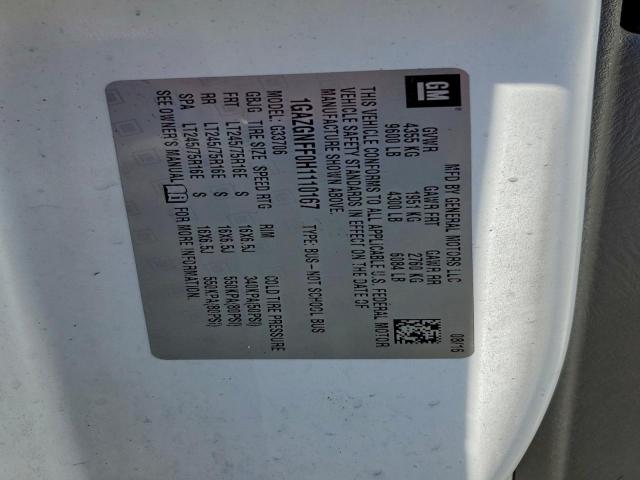 GM
MFD BY GENERAL MOTORS LLC
08/16
GVWR GAWR FRT GAWR RR
4355 KG 1951 KG 2760 KG
9600 LB 4300 LB 6084 LB
THIS VEHICLE CONFORMS TO ALL APPLICABLE U.S. FEDERAL MOTOR
VEHICLE SAFETY STANDARDS IN EFFECT ON THE DATE OF
MANUFACTURE SHOWN ABOVE.
1GAZGMFF0H1110167 TYPE: BUS-NOT SCHOOL BUS
MODEL: G33706
GBJG TIRE SIZE SPEED RTG RIM COLD TIRE PRESSURE
FRT LT245/75R16E S 16X6.5J 340KPA(50PSI)
RR LT245/75R16E S 16X6.5J 550KPA(80PSI)
SPA LT245/75R16E S 16X6.5J 550KPA(80PSI)
SEE OWNER'S MANUAL FOR MORE INFORMATION.